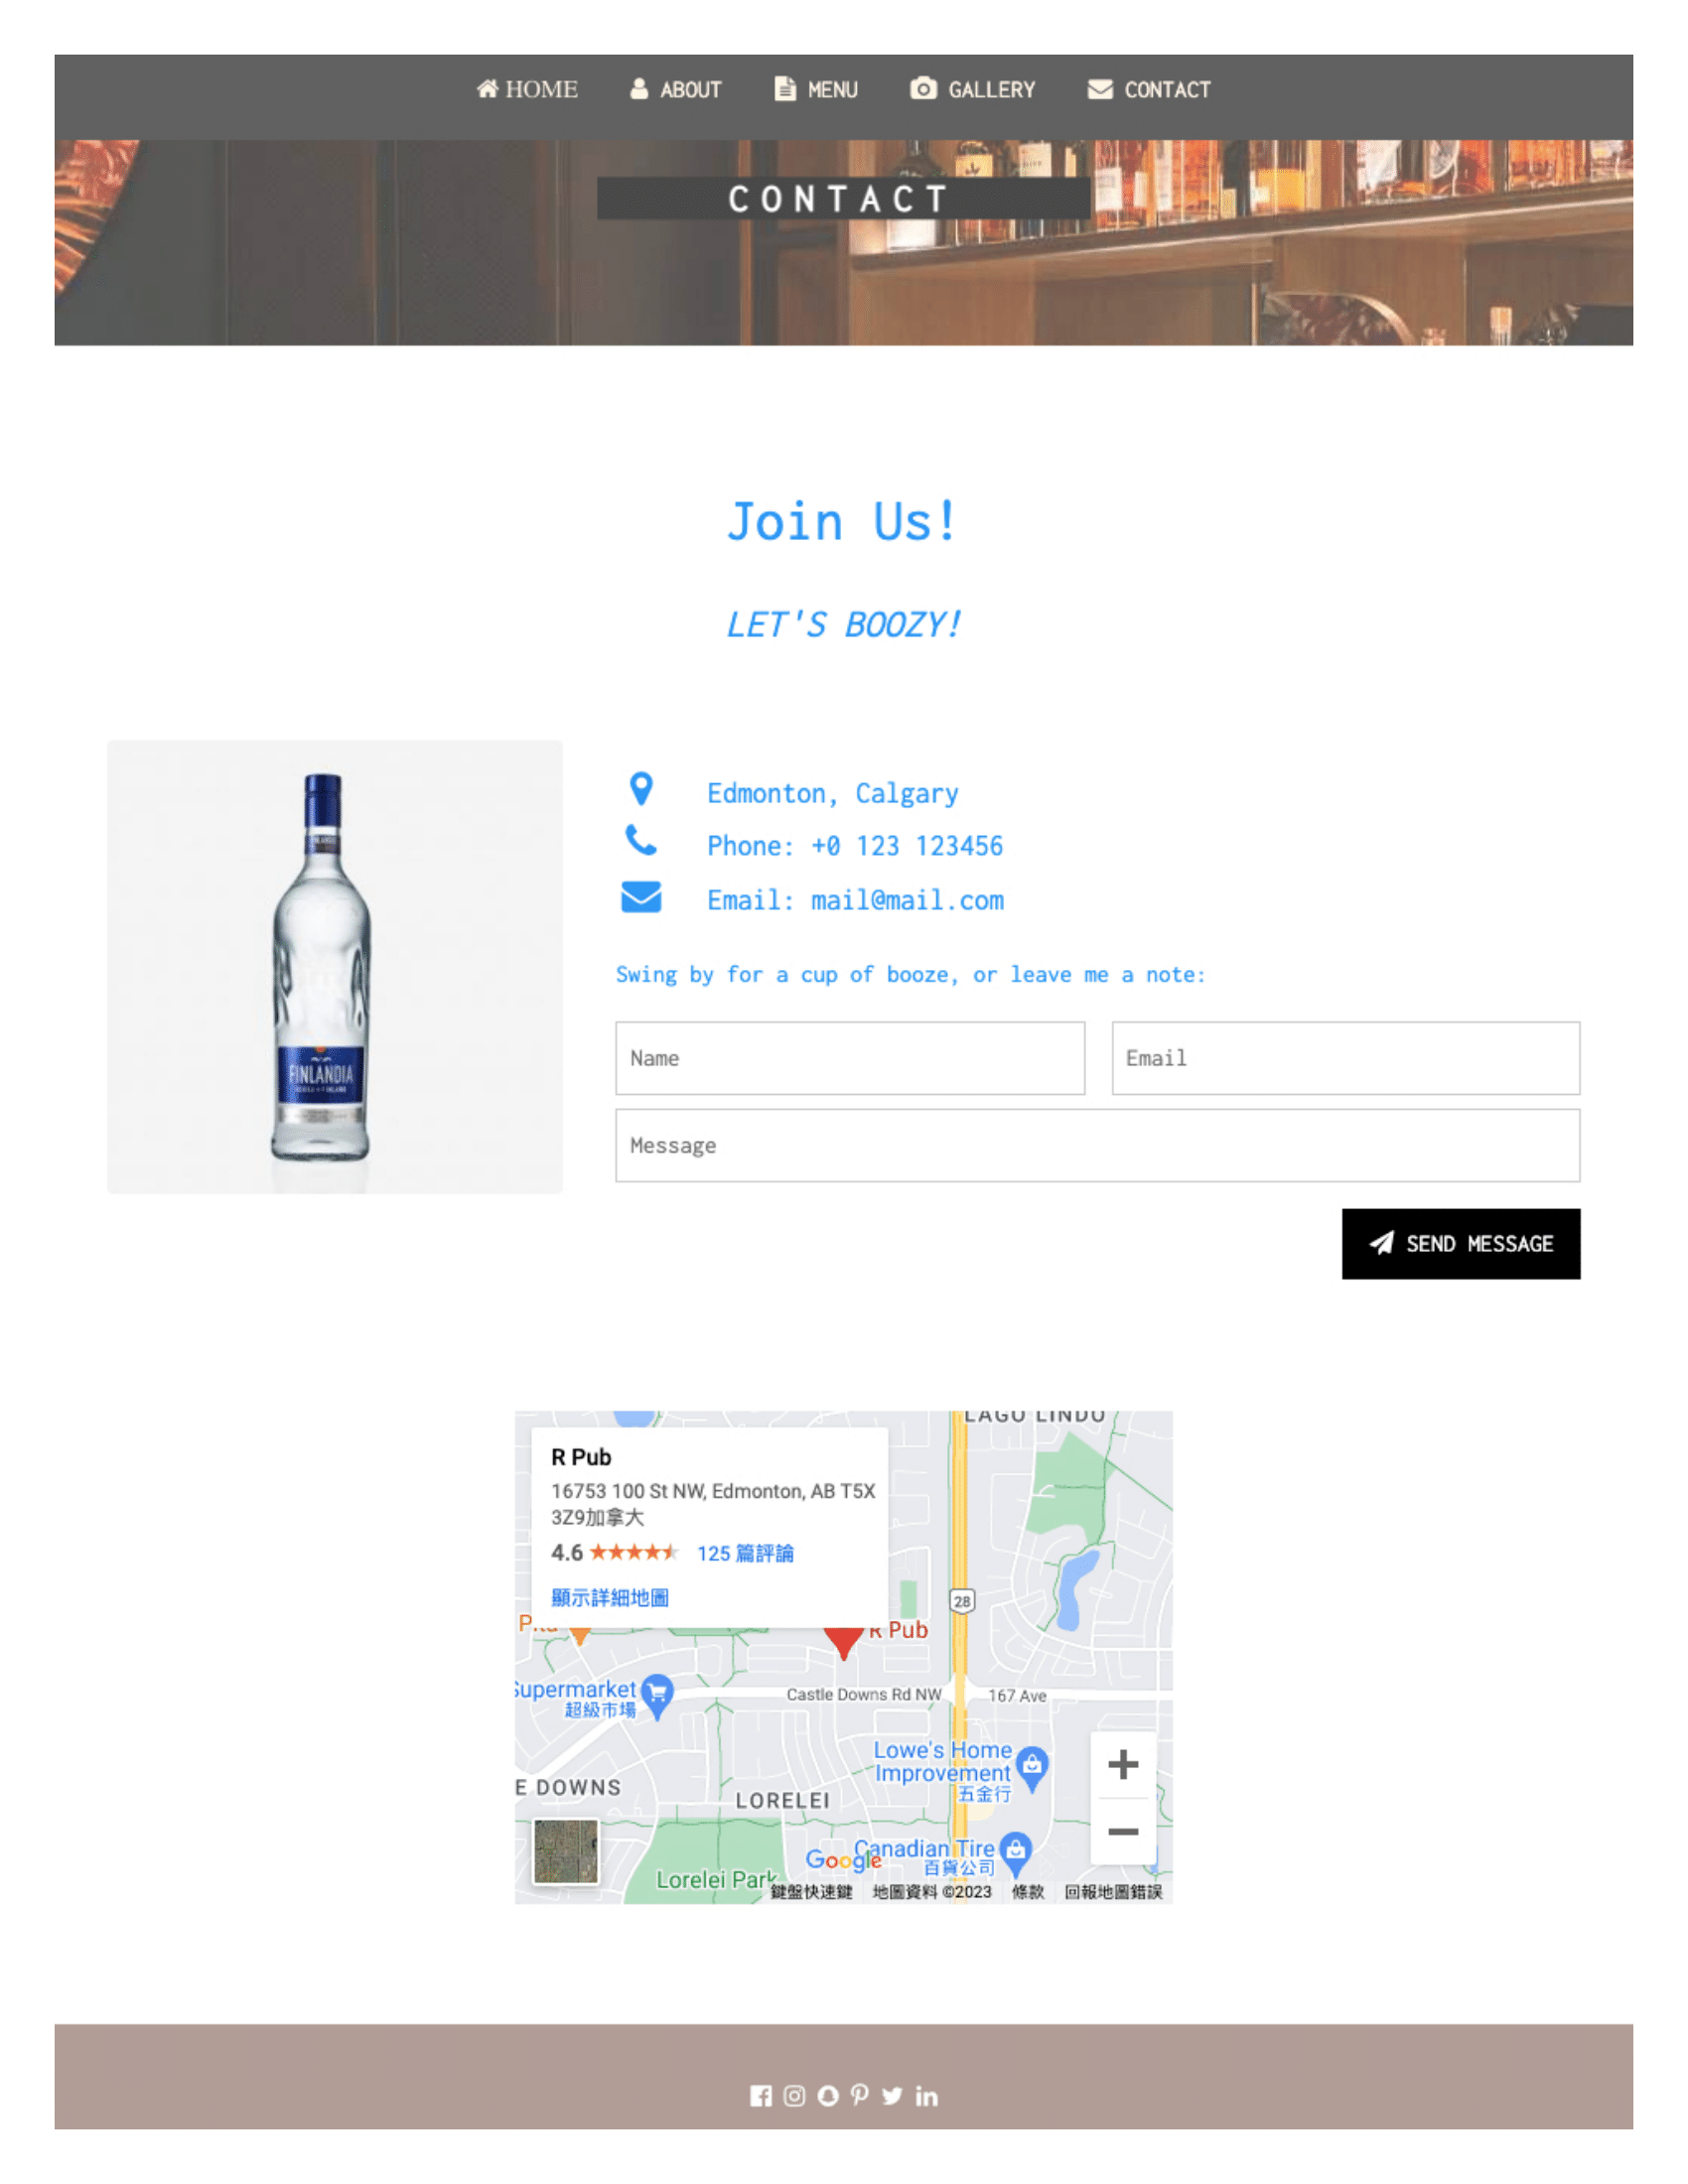 HOME ABOUT MENU GALLERY CONTACT
CONTACT
Join Us!
LET'S BOOZY!
FINLANDIA
Edmonton, Calgary
Phone: +0 123 123456
Email: mail@mail.com
Swing by for a cup of booze, or leave me a note:
Name
Email
Message
SEND MESSAGE
LAGO LINDO
R Pub
16753 100 St NW, Edmonton, AB T5X
3Z9加拿大
4.6 125 篇評論
顯示詳細地圖
28
R Pub
Supermarket
超級市場
Castle Downs Rd NW
167 Ave
Lowe's Home
Improvement
五金行
E DOWNS
LORELEI
Canadian Tire
百貨公司
Google
Lorelei Park
鍵盤快速鍵 地圖資料 ©2023 條款 回報地圖錯誤